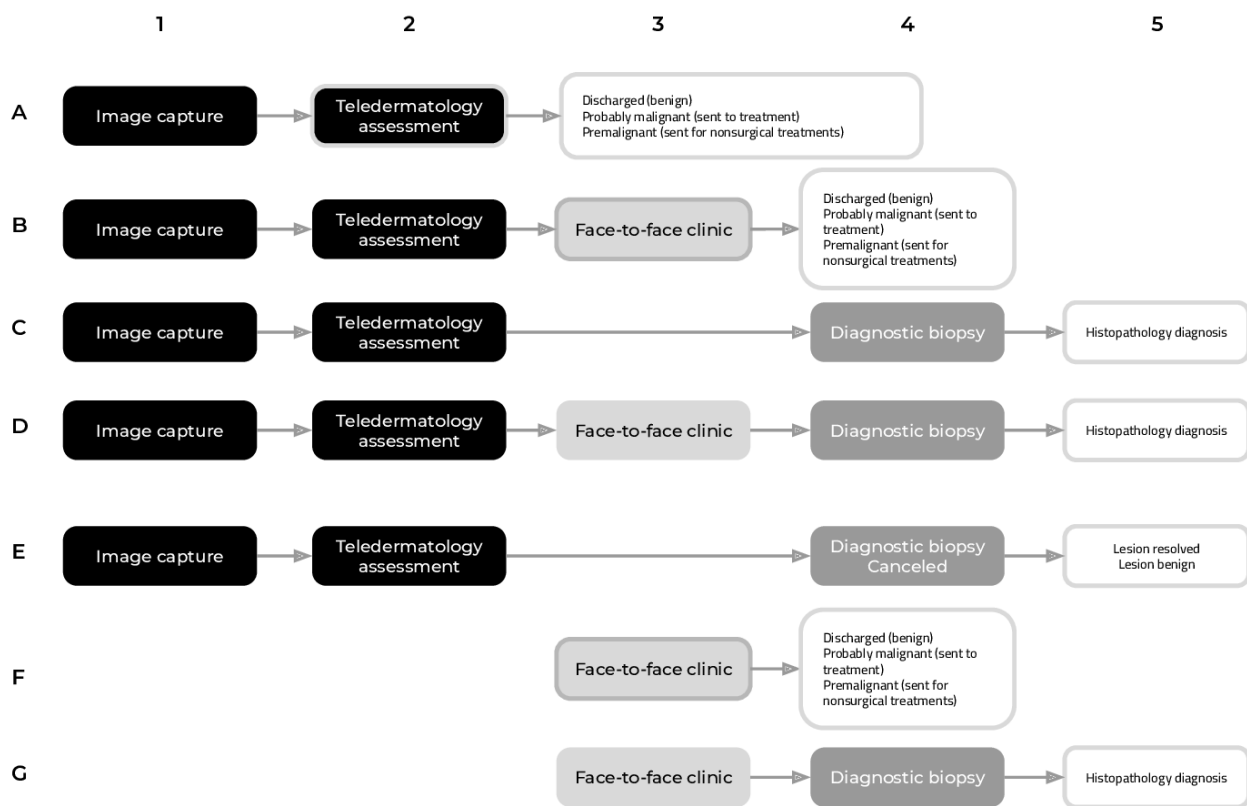 1 2 3 4 5
A
Image capture
Teledermatology
assessment
Discharged (benign)
Probably malignant (sent to treatment)
Premalignant (sent for nonsurgical treatments)
B
Image capture
Teledermatology
assessment
Face-to-face clinic
Discharged (benign)
Probably malignant (sent to
treatment)
Premalignant (sent for
nonsurgical treatments)
C
Image capture
Teledermatology
assessment
Diagnostic biopsy
Histopathology diagnosis
D
Image capture
Teledermatology
assessment
Face-to-face clinic
Diagnostic biopsy
Histopathology diagnosis
E
Image capture
Teledermatology
assessment
Diagnostic biopsy
Canceled
Lesion resolved
Lesion benign
F
Face-to-face clinic
Discharged (benign)
Probably malignant (sent to
treatment)
Premalignant (sent for
nonsurgical treatments)
G
Face-to-face clinic
Diagnostic biopsy
Histopathology diagnosis